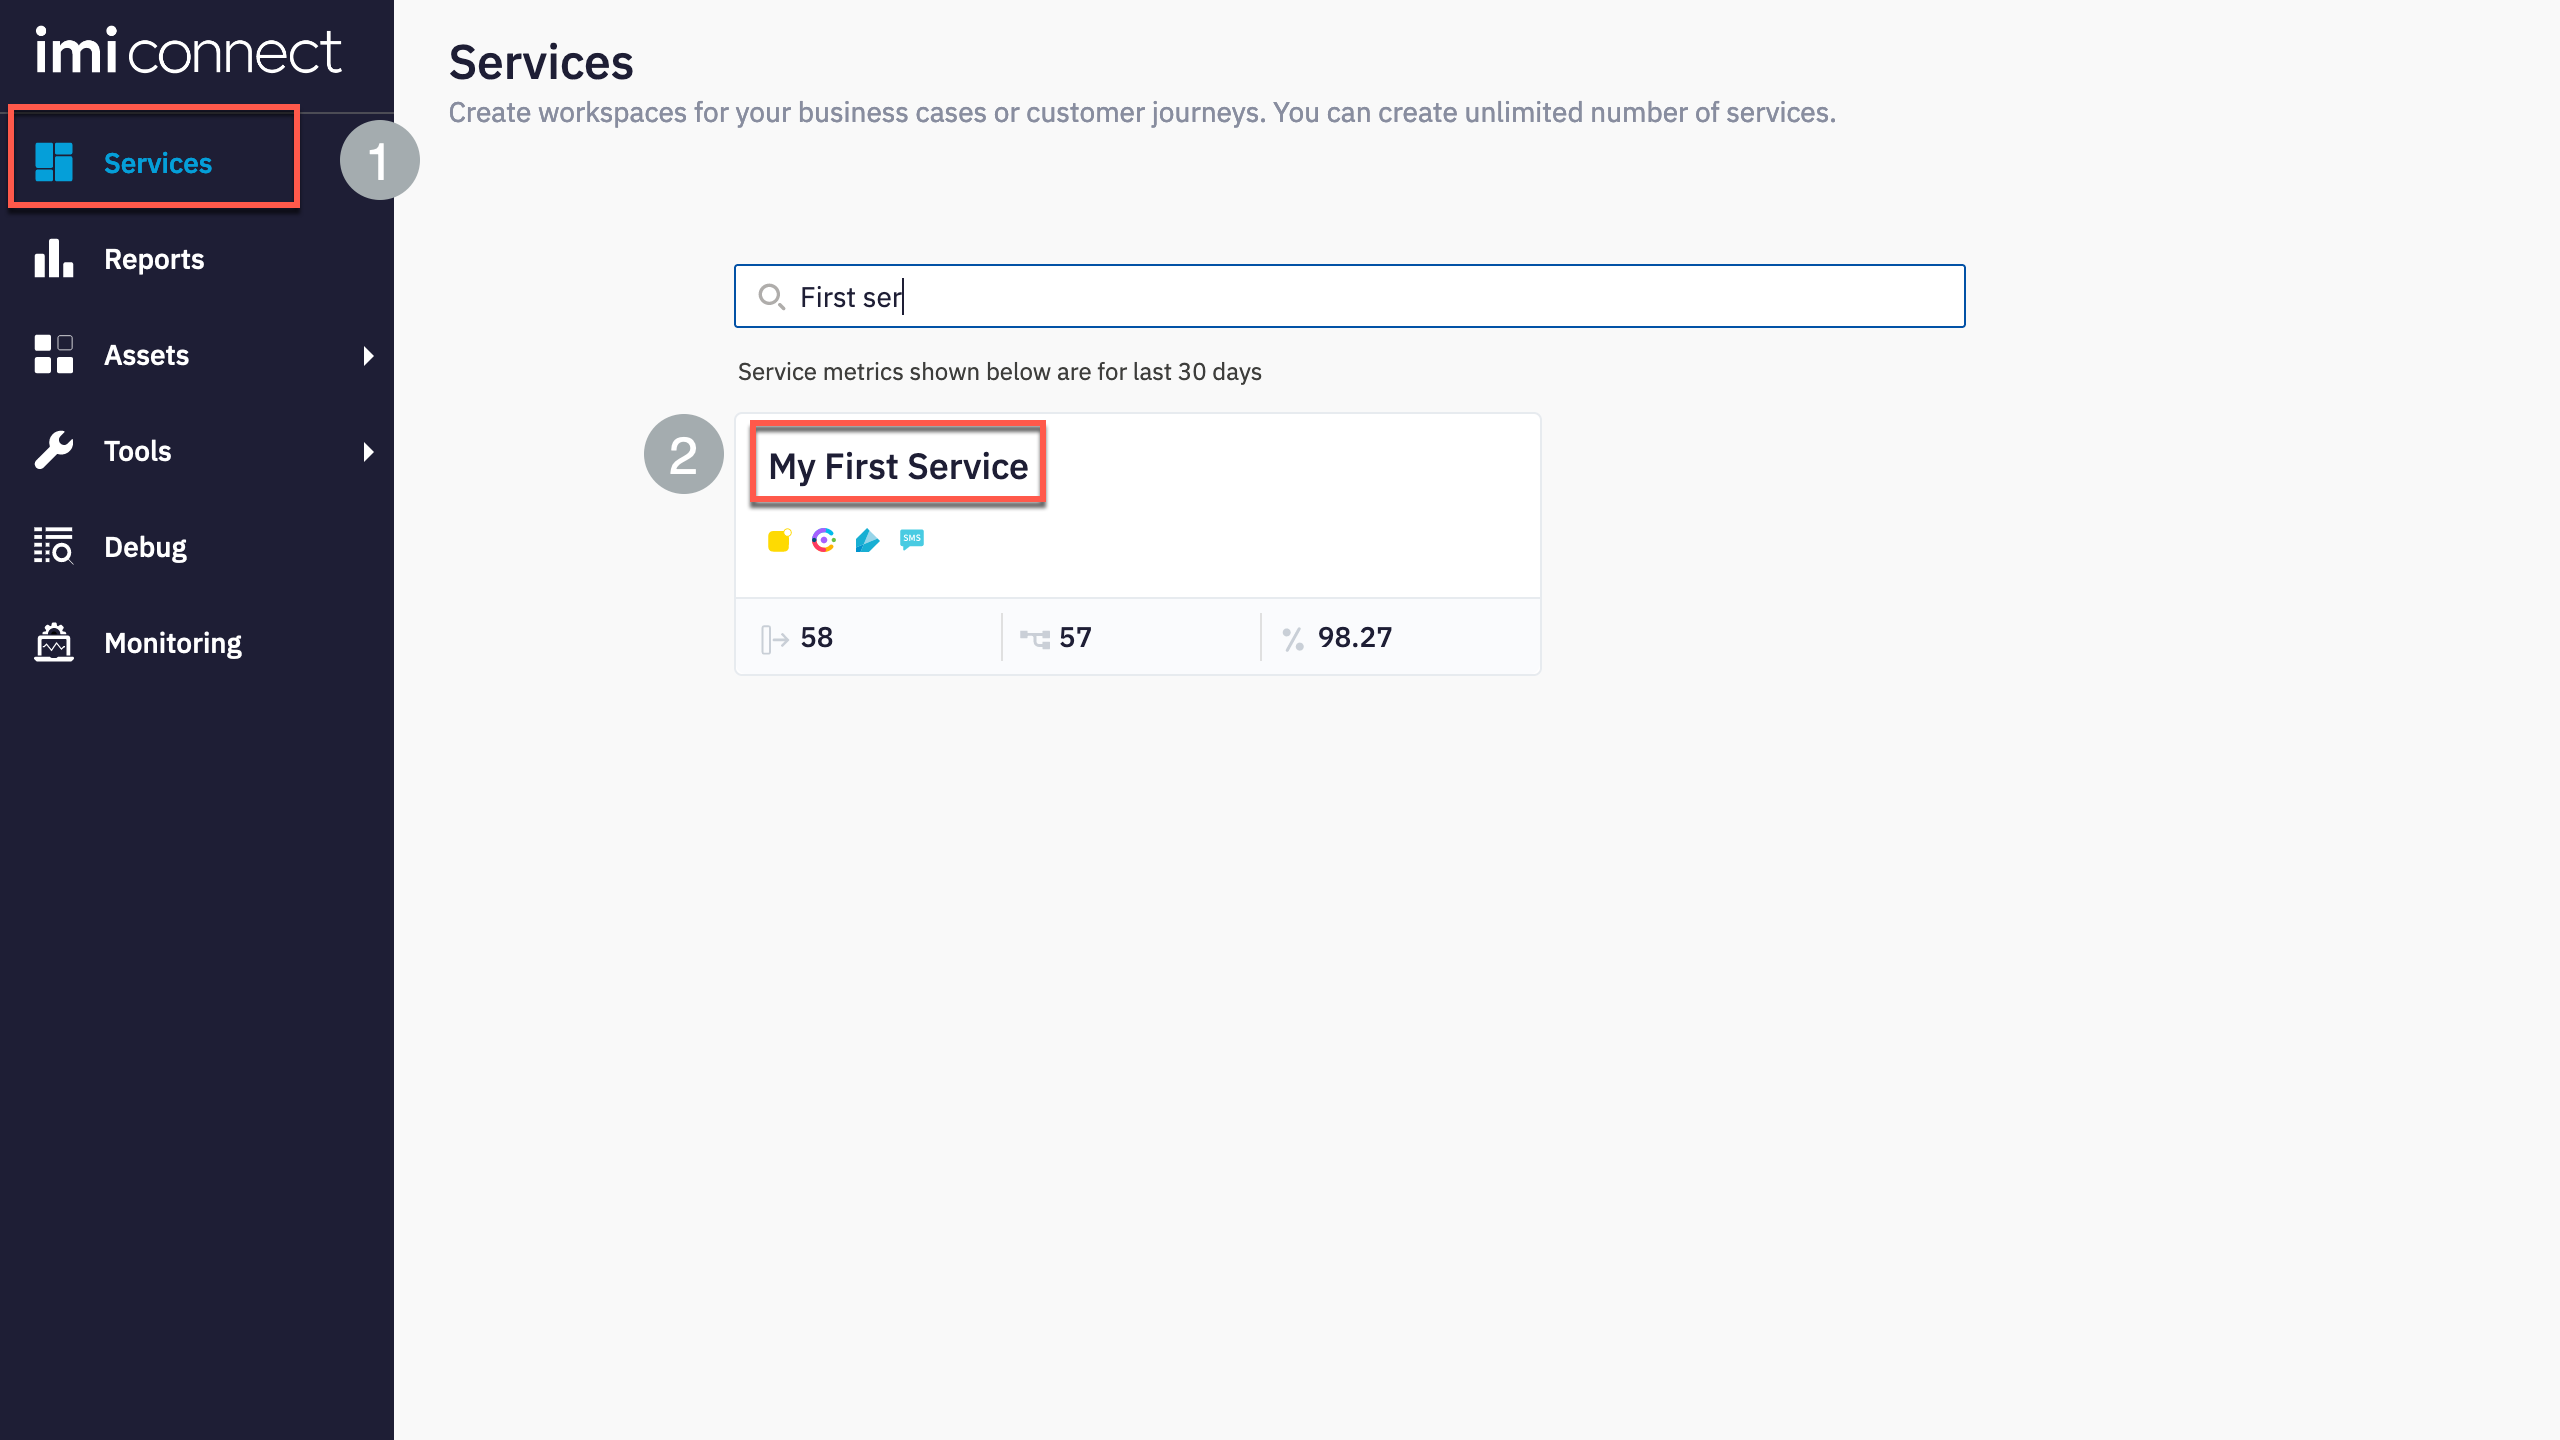 imi connect
Services
Reports
Assets
Tools
Debug
Monitoring
1
Services
Create workspaces for your business cases or customer journeys. You can create unlimited number of services.
First ser
Service metrics shown below are for last 30 days
2
My First Service
SMS
58
57
% 98.27